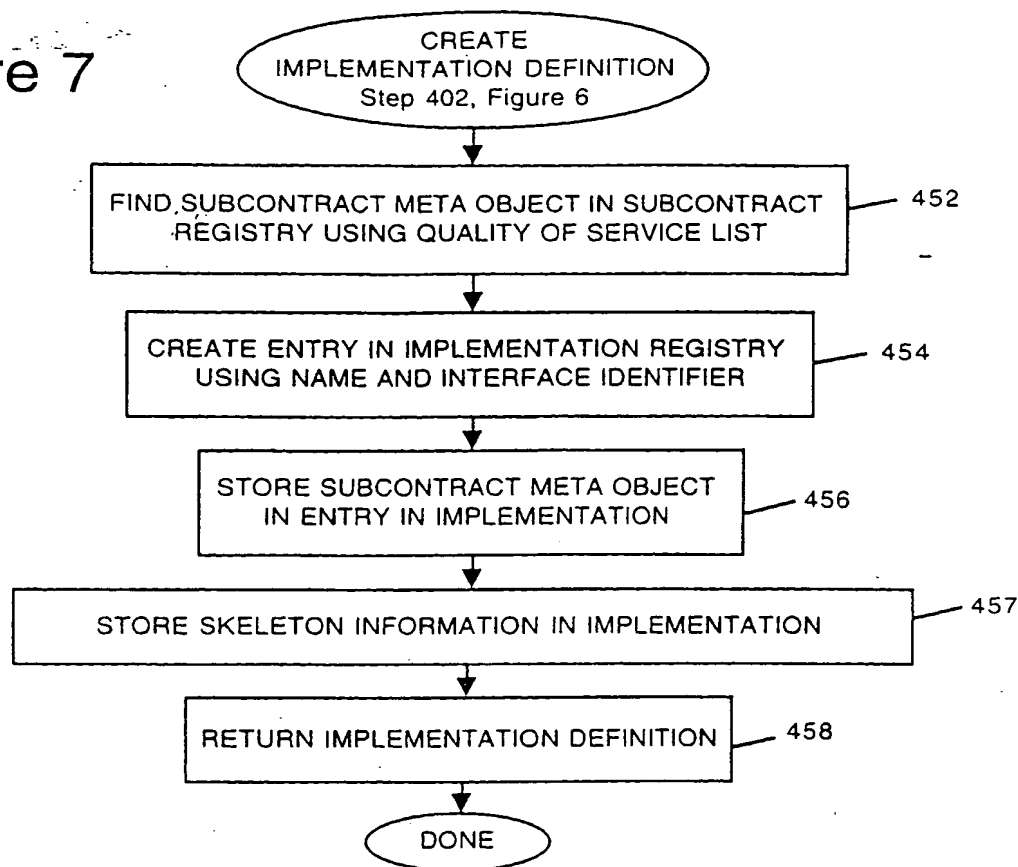 re 7
CREATE
IMPLEMENTATION DEFINITION
Step 402, Figure 6
FIND SUBCONTRACT META OBJECT IN SUBCONTRACT
REGISTRY USING QUALITY OF SERVICE LIST
452
CREATE ENTRY IN IMPLEMENTATION REGISTRY
USING NAME AND INTERFACE IDENTIFIER
454
STORE SUBCONTRACT META OBJECT
IN ENTRY IN IMPLEMENTATION
456
STORE SKELETON INFORMATION IN IMPLEMENTATION
457
RETURN IMPLEMENTATION DEFINITION
458
DONE